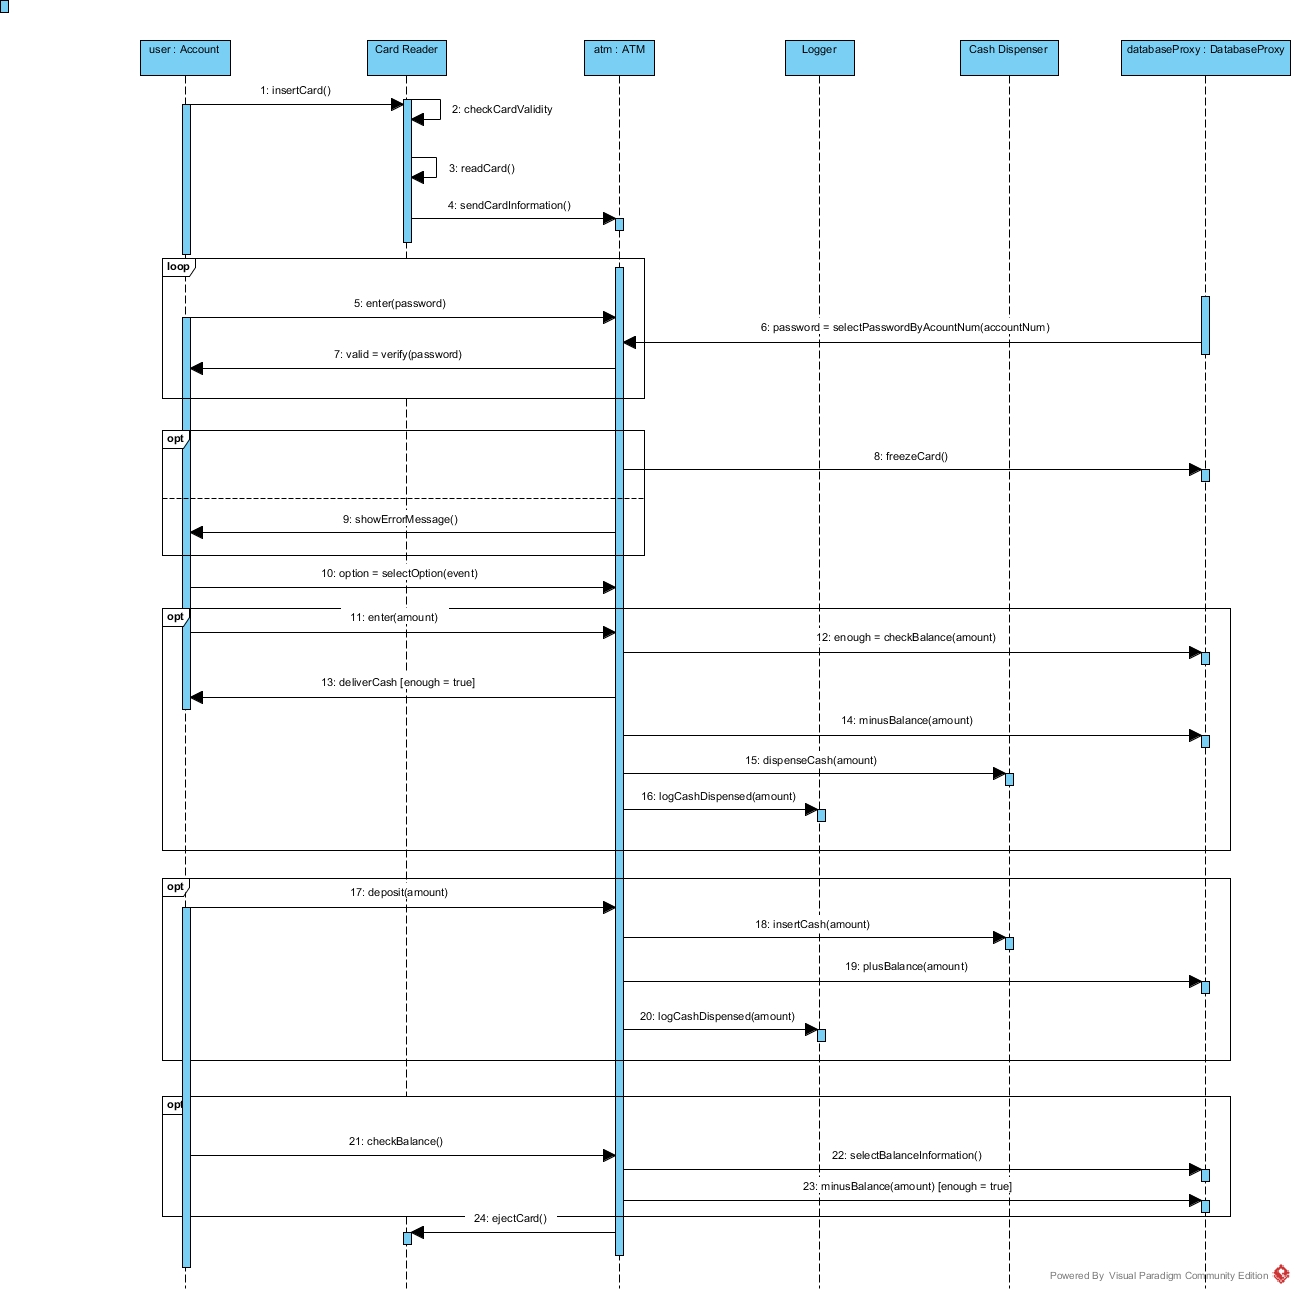 user : Account
Card Reader
atm : ATM
Logger
Cash Dispenser
databaseProxy : DatabaseProxy
1: insertCard()
2: checkCardValidity
3: readCard()
4: sendCardInformation()
loop
5: enter(password)
6: password = selectPasswordByAcountNum(accountNum)
7: valid = verify(password)
opt
8: freezeCard()
9: showErrorMessage()
10: option = selectOption(event)
opt
11: enter(amount)
12: enough = checkBalance(amount)
13: deliverCash [enough = true]
14: minusBalance(amount)
15: dispenseCash(amount)
16: logCashDispensed(amount)
opt
17: deposit(amount)
18: insertCash(amount)
19: plusBalance(amount)
20: logCashDispensed(amount)
opt
21: checkBalance()
22: selectBalanceInformation()
23: minusBalance(amount) [enough = true]
24: ejectCard()
Powered By Visual Paradigm Community Edition